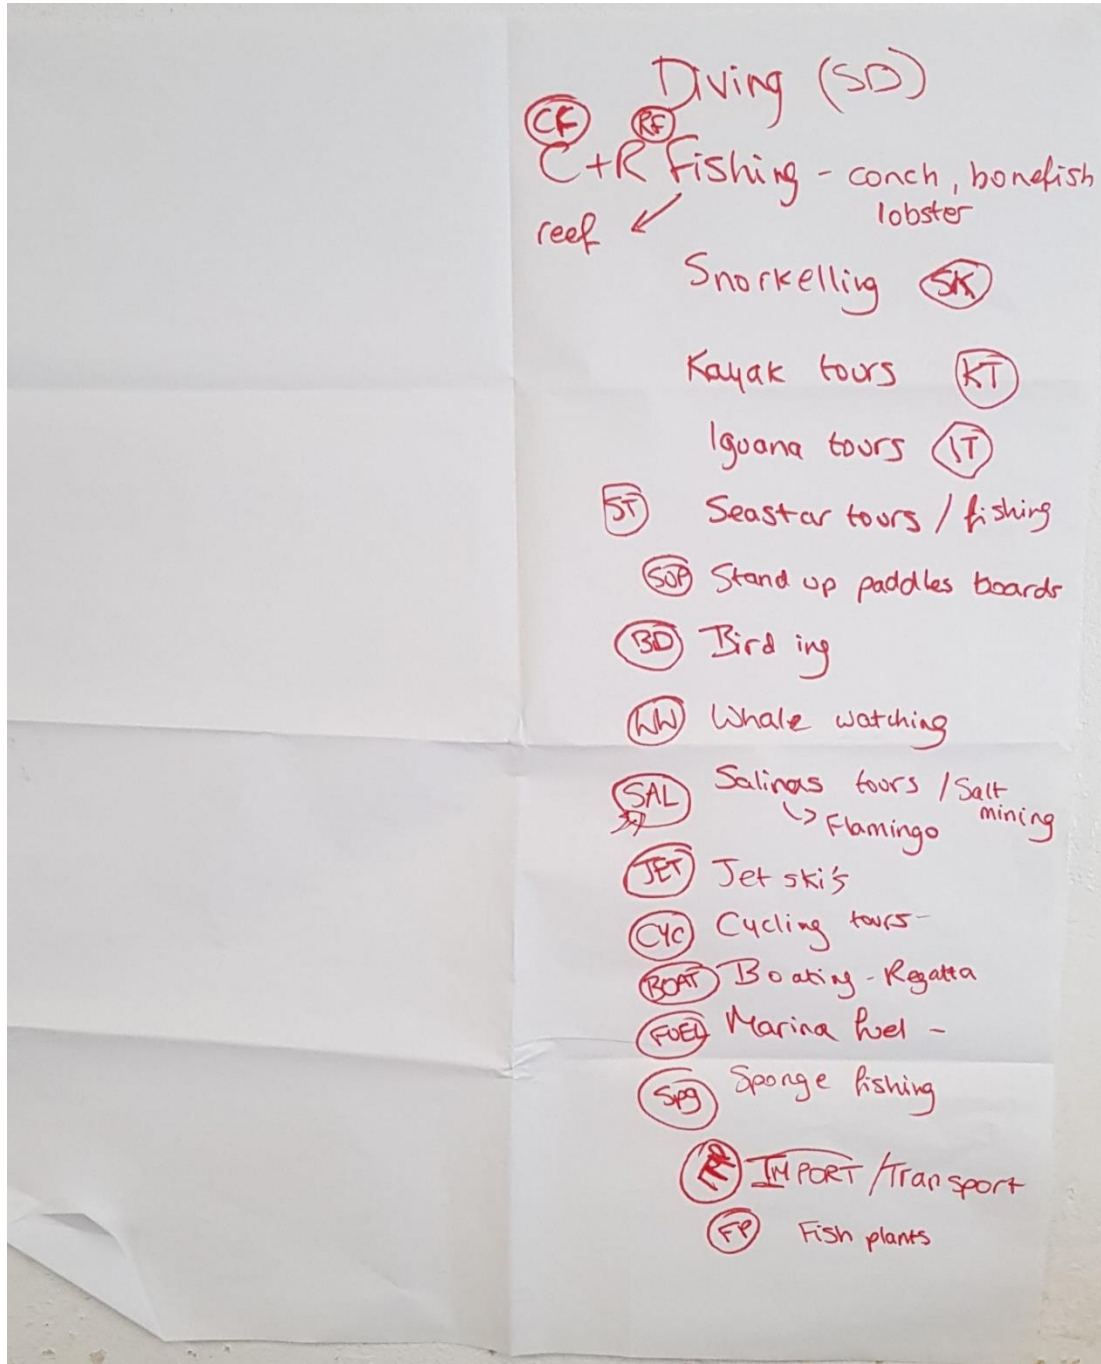 Diving (SD)
CF RF
C+R Fishing - conch, bonefish
lobster
reef
Snorkelling SK
Kayak tours KT
Iguana tours IT
ST Seastar tours / fishing
SUP Stand up paddles boards
BD Birding
WW Whale watching
SAL Salinas tours / Salt
mining
Flamingo
JET Jet ski's
CYC Cycling tours -
BOAT Boating - Regatta
FUEL Marina fuel -
Spg Sponge fishing
IMPORT / Transport
FP Fish plants